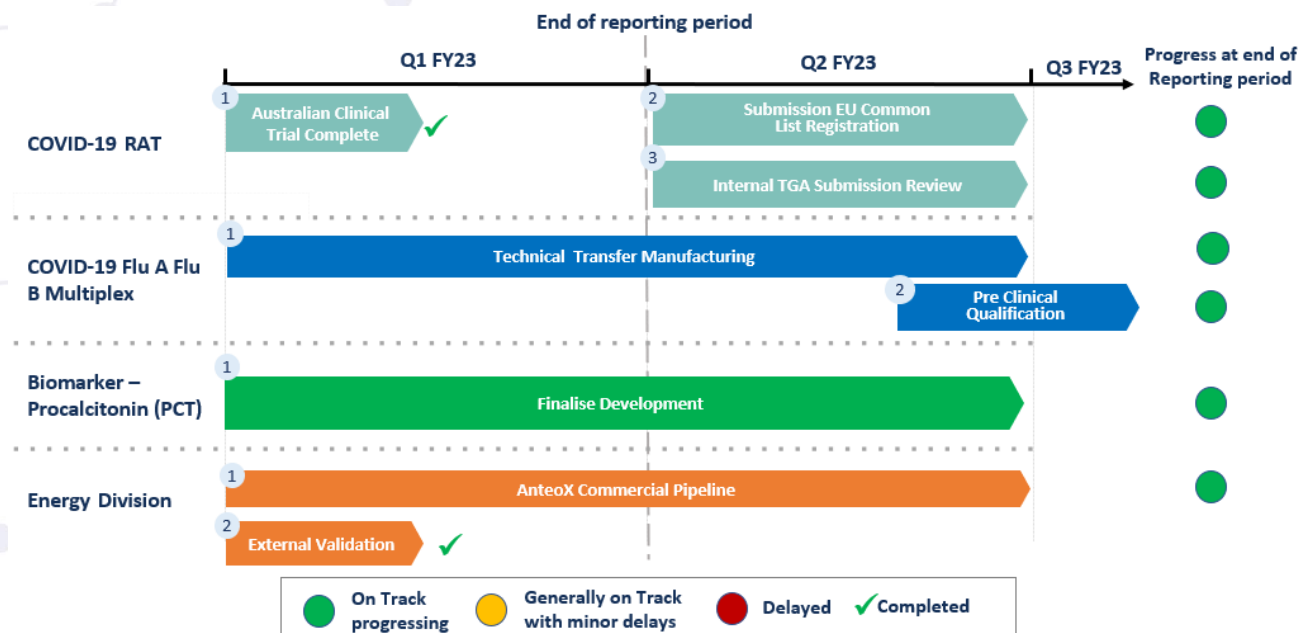 End of reporting period
Q1 FY23
Q2 FY23
Q3 FY23
Progress at end of
Reporting period
COVID-19 RAT
1
Australian Clinical
Trial Complete
2
Submission EU Common
List Registration
3
Internal TGA Submission Review
COVID-19 Flu A Flu
B Multiplex
1
Technical Transfer Manufacturing
2
Pre Clinical
Qualification
Biomarker –
Procalcitonin (PCT)
1
Finalise Development
Energy Division
1
AnteoX Commercial Pipeline
2
External Validation
On Track
progressing
Generally on Track
with minor delays
Delayed
Completed